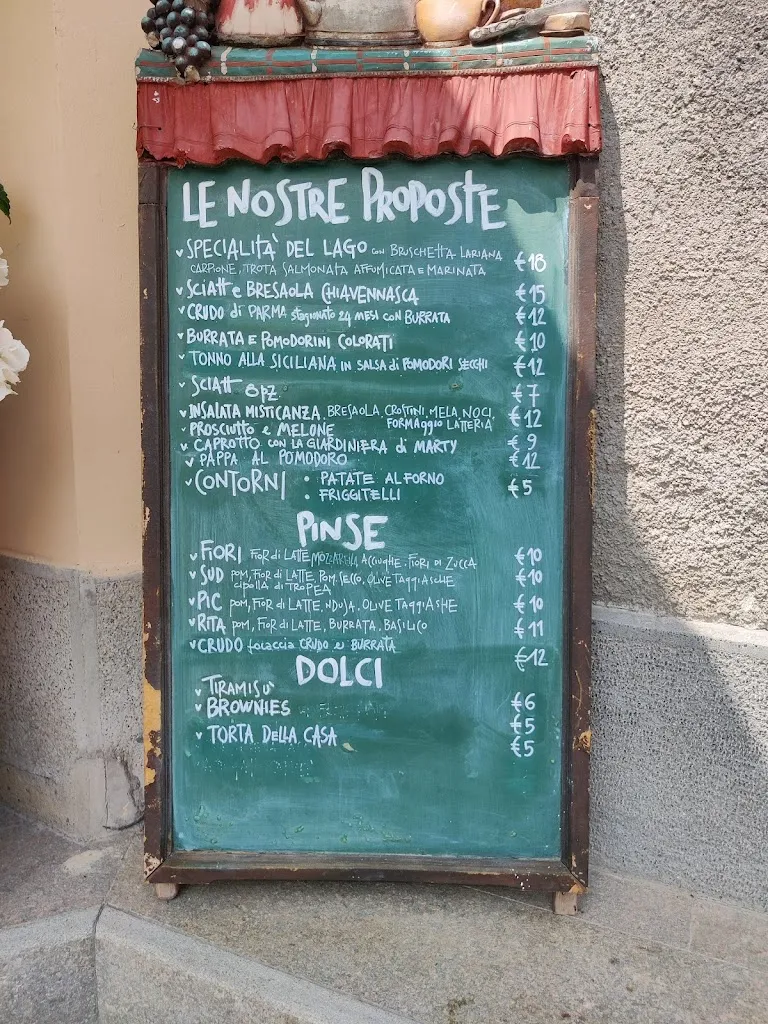 LE NOSTRE PROPOSTE
SPECIALITA' DEL LAGO con BRUSCHETTA LARIANA €18
CARPIONE, TROTA SALMONATA AFFUMICATA E MARINATA
SCIATT e BRESAOLA CHIAVENNASCA €15
CRUDO di PARMA stagionato 24 MESI CON BURRATA €12
BURRATA E POMODORINI COLORATI €10
TONNO ALLA SICILIANA IN SALSA di POMODORI SECCHI €12
SCIATT 8PZ €7
INSALATA MISTICANZA, BRESAOLA, CROSTINI, MELA, NOCI, €12
FORMAggio LATTERIA
PROSCIUTTO e MELONE
CAPROTTO CON LA GIARDINIERA di MARTY €9
PAPPA AL POMODORO €12
CONTORNI : PATATE AL FORNO €5
: FRIGGITELLI
PINSE
FIORI FIOR di LATTE MOZZARELLA ACCIUGHE. FIORI DI ZUCCA €10
SUD POM, FIOR di LATTE, POM. SECCO, OLIVE TAGGIASCHE €10
CIPOLLA DI TROPEA
PIC POM, FIOR di LATTE, NDUJA, OLIVE TAGGIASHE €10
RITA POM, FIOR di LATTE, BURRATA, BASILICO €11
CRUDO focaccia CRUDO e BURRATA €12
DOLCI
TIRAMISU' €6
BROWNIES €5
TORTA DELLA CASA €5